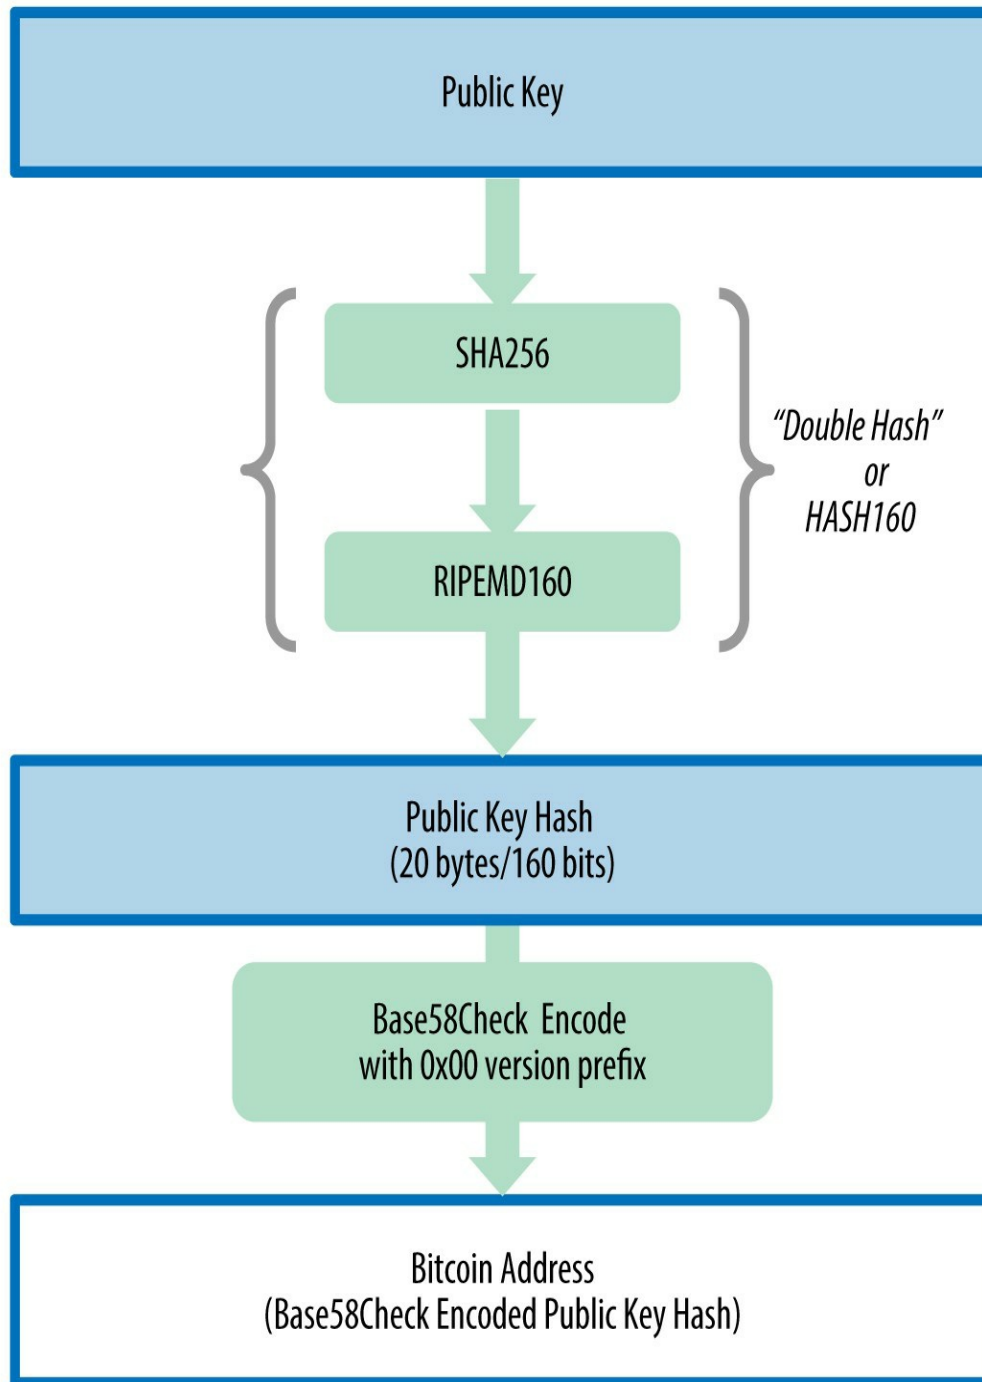 Public Key
SHA256
“Double Hash”
or
HASH160
RIPEMD160
Public Key Hash
(20 bytes/160 bits)
Base58Check Encode
with 0x00 version prefix
Bitcoin Address
(Base58Check Encoded Public Key Hash)